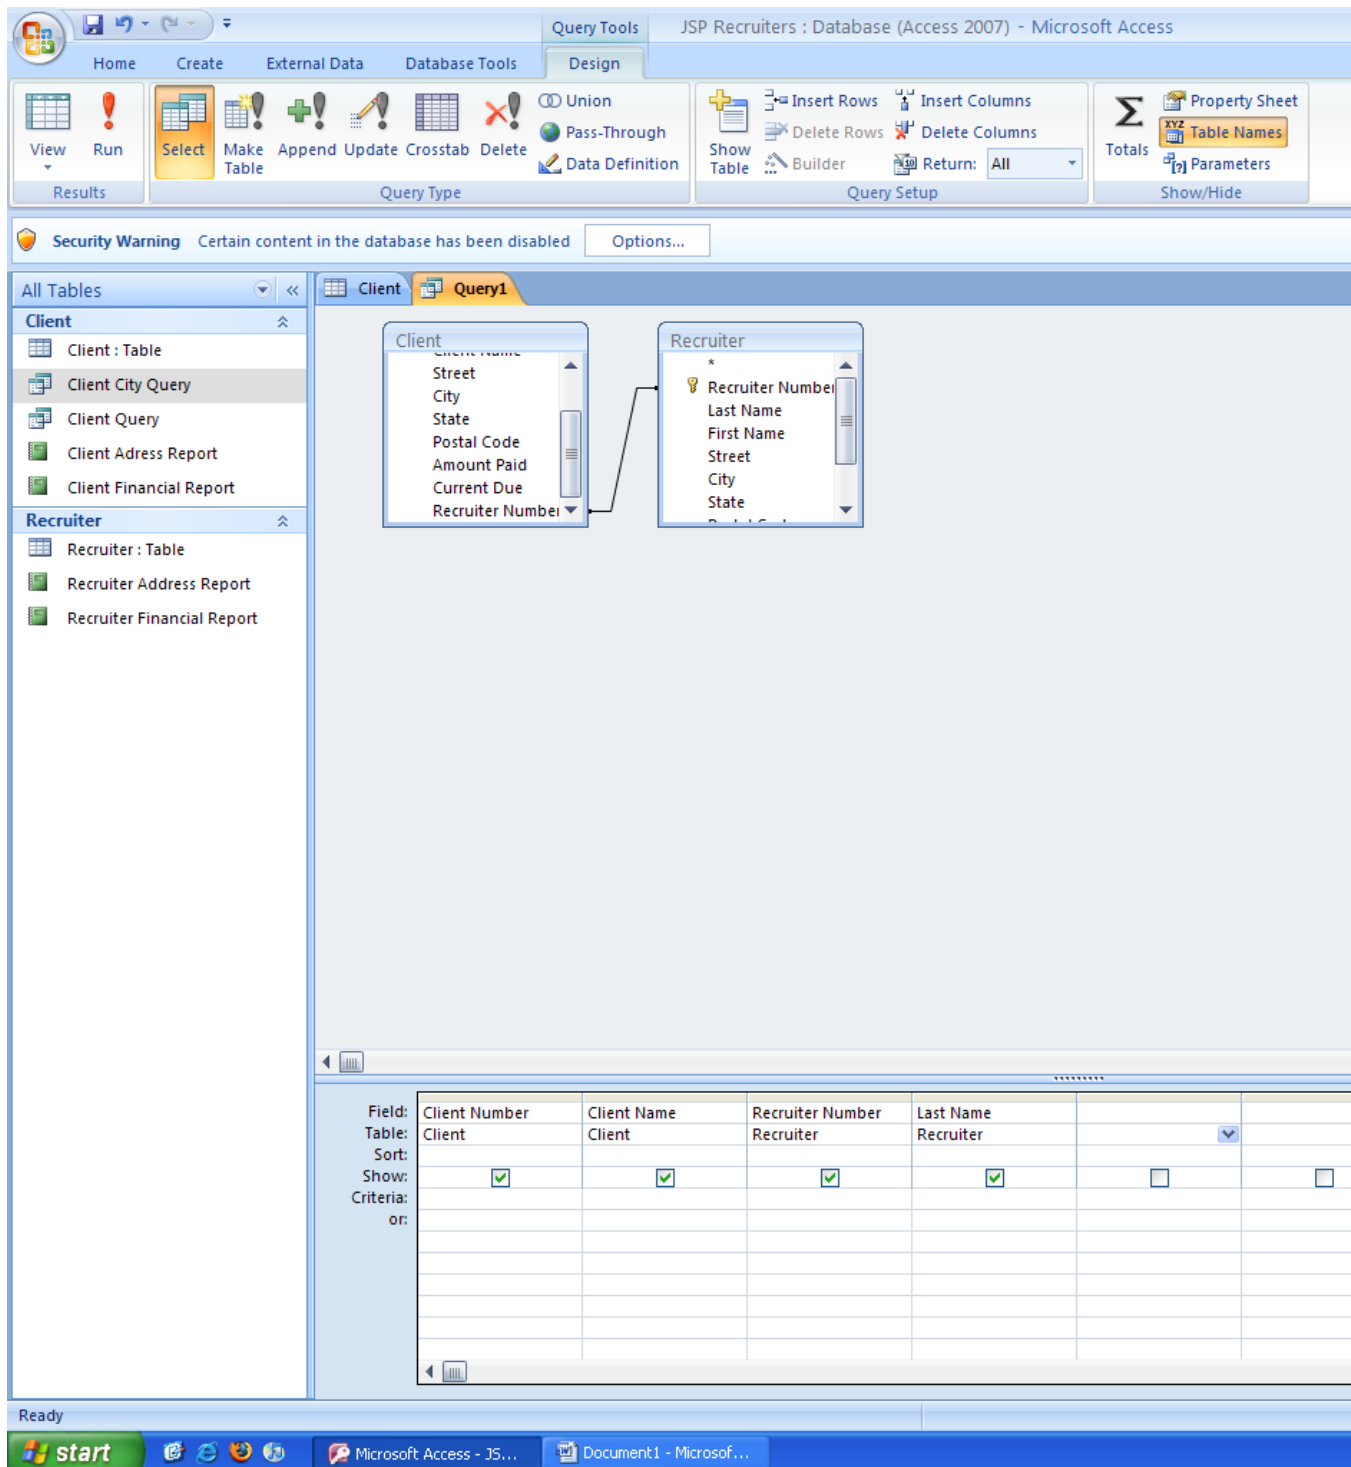 Query Tools JSP Recruiters : Database (Access 2007) - Microsoft Access
Home Create External Data Database Tools Design
View Run Select Make Table Append Update Crosstab Delete
Union
Pass-Through
Data Definition
Show Table
Insert Rows
Delete Rows
Builder
Insert Columns
Delete Columns
Return: All
Totals
Property Sheet
Table Names
Parameters
Results Query Type Query Setup Show/Hide
Security Warning Certain content in the database has been disabled Options...
All Tables
Client
Client : Table
Client City Query
Client Query
Client Adress Report
Client Financial Report
Recruiter
Recruiter : Table
Recruiter Address Report
Recruiter Financial Report
Client Query1
Client
Client Name
Street
City
State
Postal Code
Amount Paid
Current Due
Recruiter Number
Recruiter
*
Recruiter Number
Last Name
First Name
Street
City
State
Field: Client Number Client Name Recruiter Number Last Name
Table: Client Client Recruiter Recruiter
Sort:
Show:
Criteria:
or:
Ready
start Microsoft Access - JS... Document1 - Microsof...